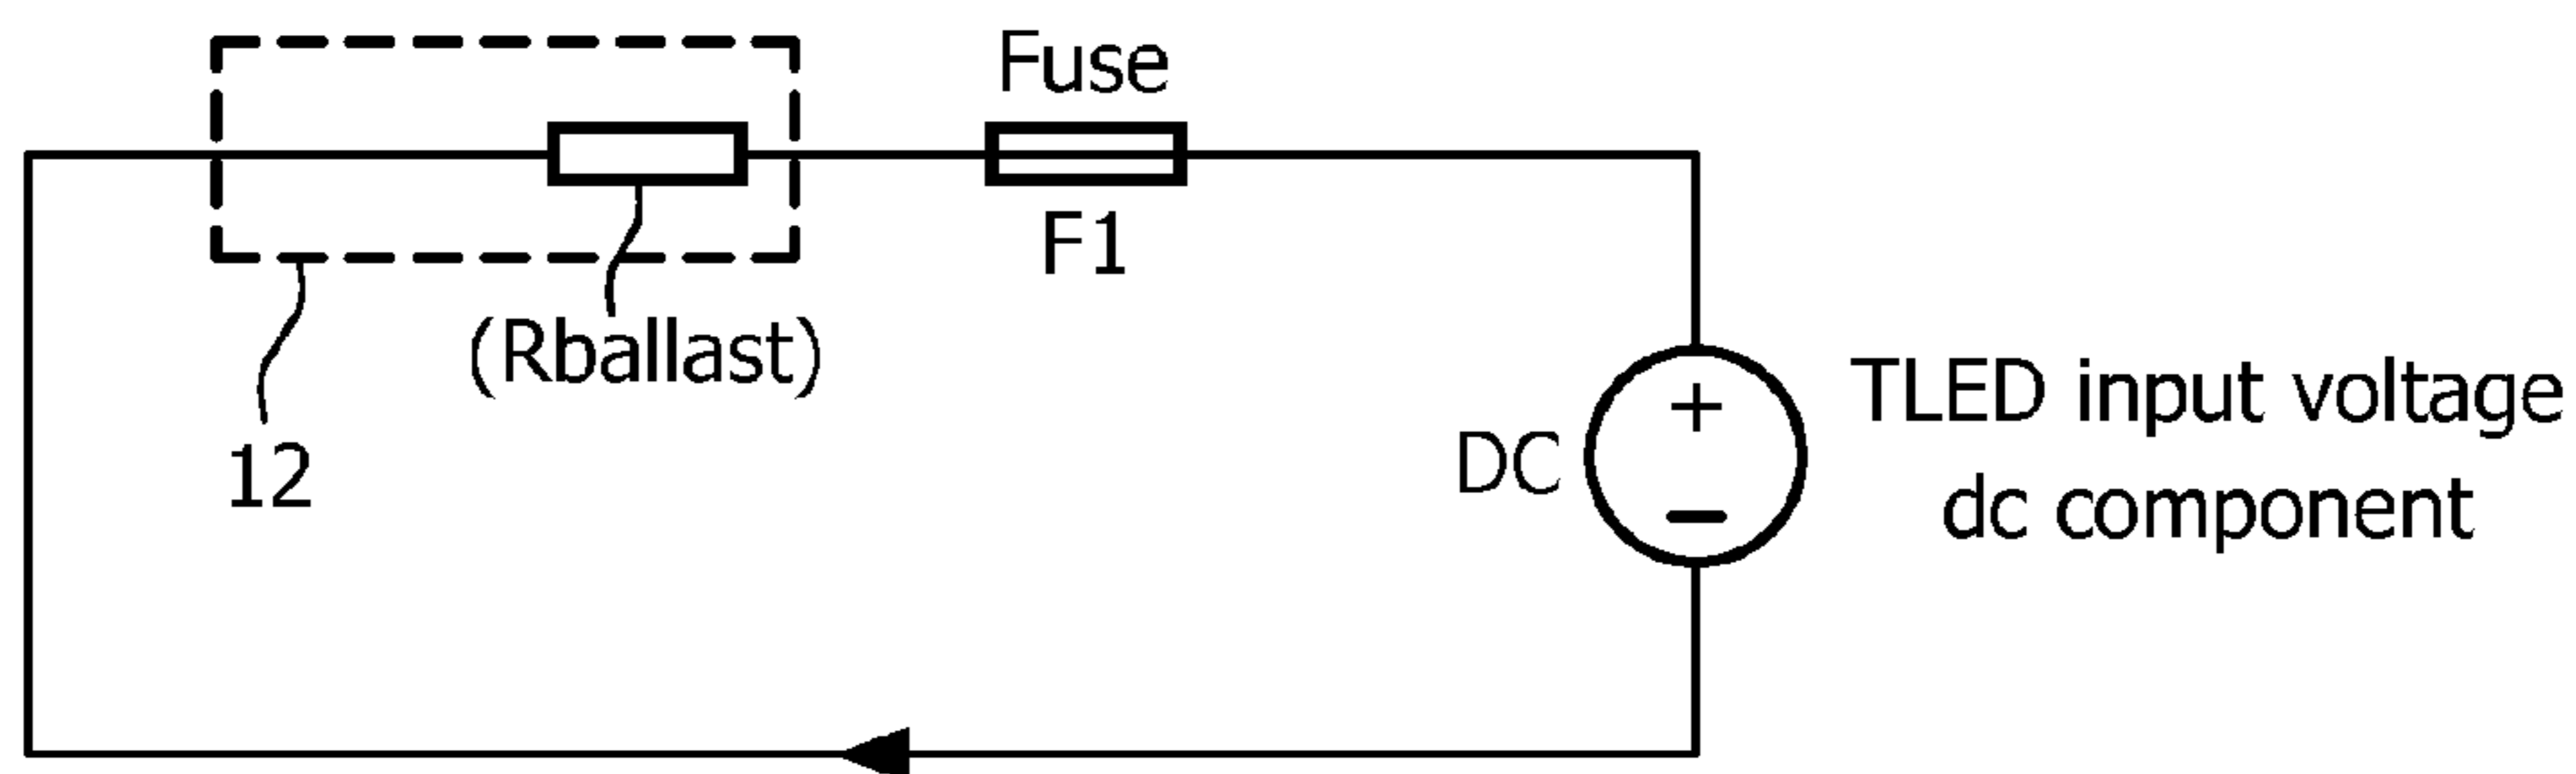 Fuse
F1
(Rballast)
12
DC
+
−
TLED input voltage
dc component